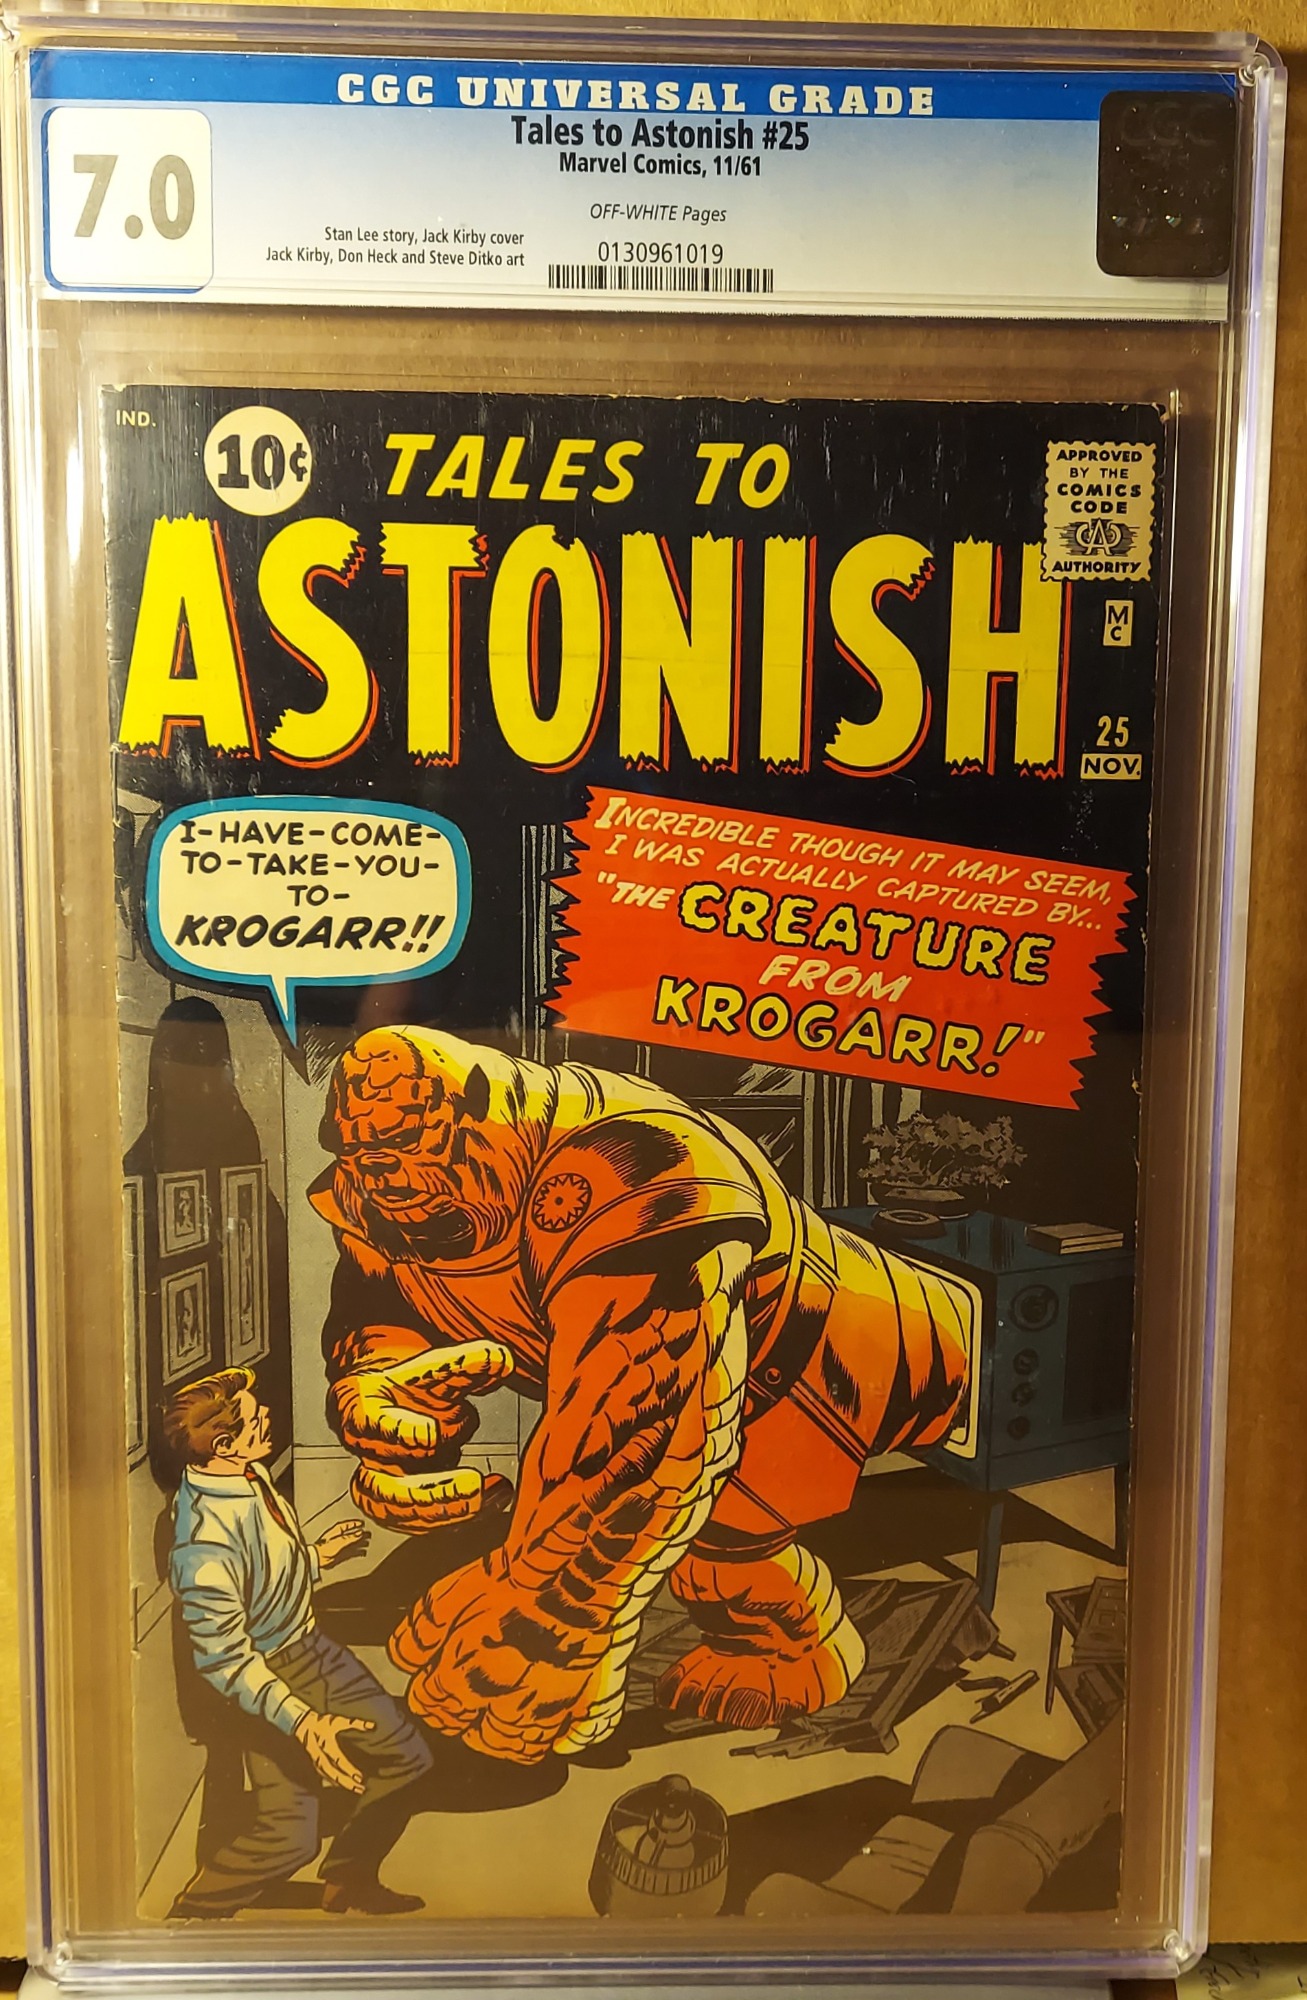 CGC UNIVERSAL GRADE
7.0
Tales to Astonish #25
Marvel Comics, 11/61
OFF-WHITE Pages
Stan Lee story, Jack Kirby cover
Jack Kirby, Don Heck and Steve Ditko art
0130961019
CGC
IND.
10¢
TALES TO
ASTONISH
APPROVED
BY THE
COMICS
CODE
CA
AUTHORITY
M
C
25
NOV.
I-HAVE-COME-
TO-TAKE-YOU-
TO-
KROGARR!!
INCREDIBLE THOUGH IT MAY SEEM,
I WAS ACTUALLY CAPTURED BY...
"THE CREATURE
FROM
KROGARR!"